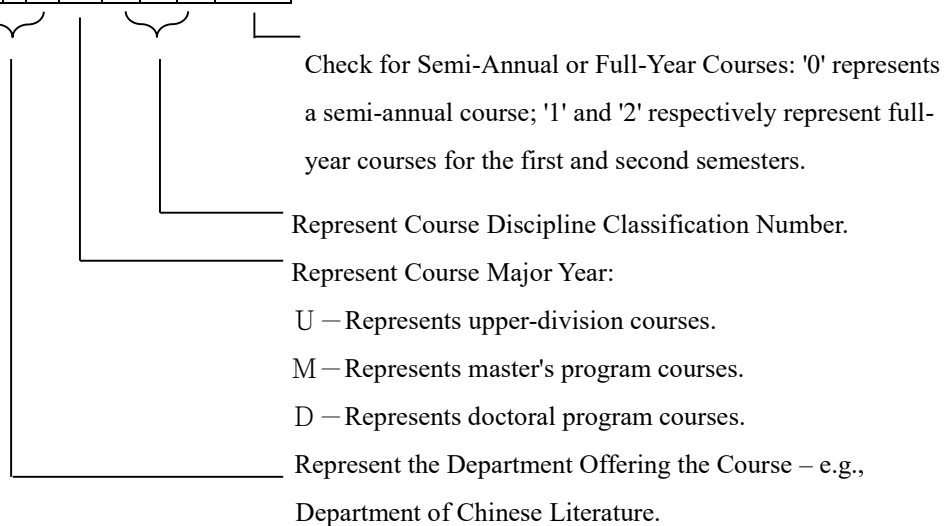 Check for Semi-Annual or Full-Year Courses: '0' represents
a semi-annual course; '1' and '2' respectively represent full-
year courses for the first and second semesters.
Represent Course Discipline Classification Number.
Represent Course Major Year:
U－Represents upper-division courses.
M－Represents master's program courses.
D－Represents doctoral program courses.
Represent the Department Offering the Course – e.g.,
Department of Chinese Literature.